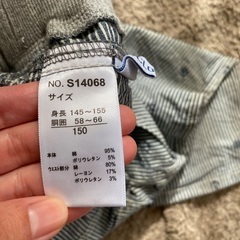 NO. S14068
サイズ
身長 145~155
胴囲 58~66
150
本体 綿 95%
ポリウレタン 5%
ウエスト部分 綿 80%
レーヨン 17%
ポリウレタン 3%